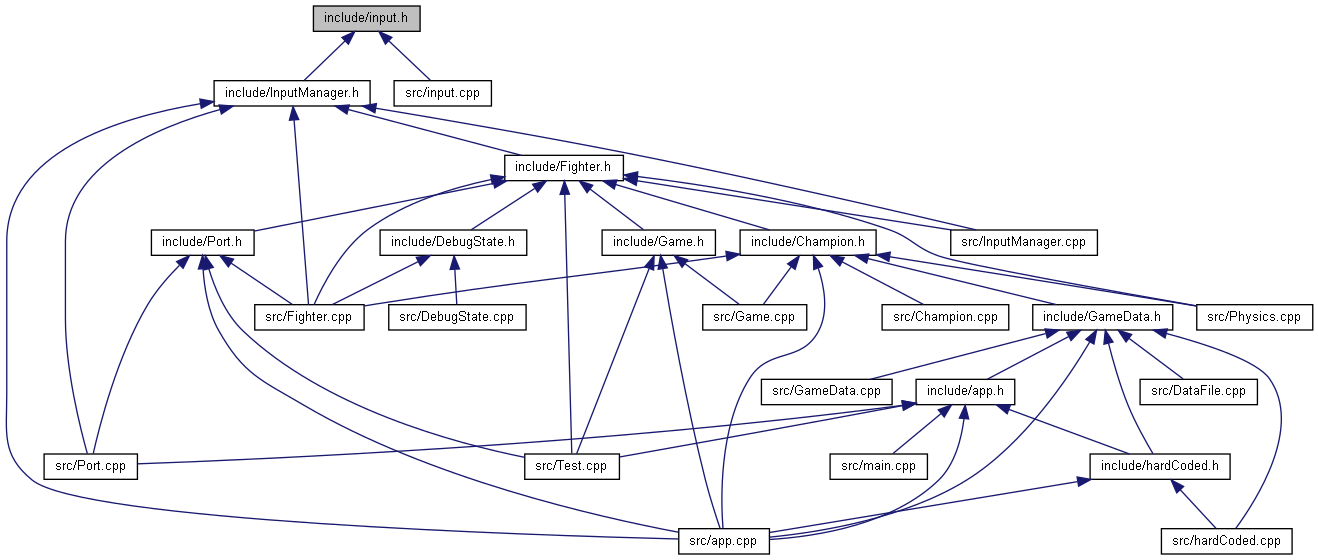 include/input.h
include/InputManager.h
src/input.cpp
include/Fighter.h
include/Port.h
include/DebugState.h
include/Game.h
include/Champion.h
src/InputManager.cpp
src/Fighter.cpp
src/DebugState.cpp
src/Game.cpp
src/Champion.cpp
include/GameData.h
src/Physics.cpp
src/GameData.cpp
include/app.h
src/DataFile.cpp
src/Port.cpp
src/Test.cpp
src/main.cpp
include/hardCoded.h
src/app.cpp
src/hardCoded.cpp